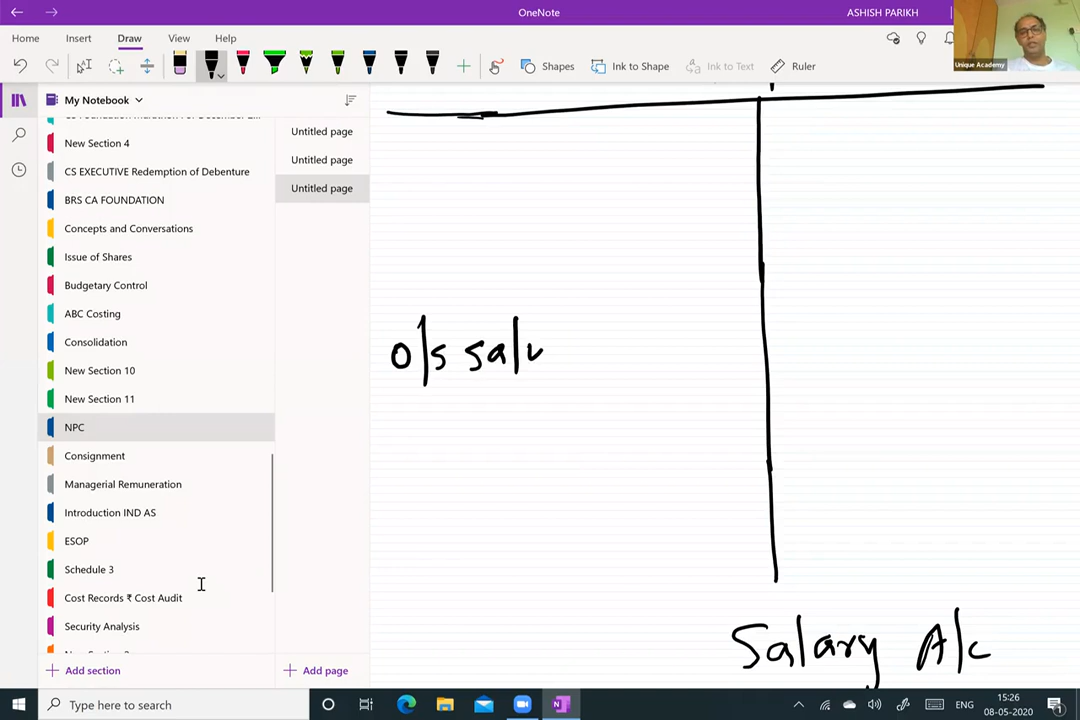 OneNote
ASHISH PARIKH
Home
Insert
Draw
View
Help
Shapes
Ink to Shape
Ink to Text
Ruler
Unique Academy
My Notebook
New Section 4
CS EXECUTIVE Redemption of Debenture
BRS CA FOUNDATION
Concepts and Conversations
Issue of Shares
Budgetary Control
ABC Costing
Consolidation
New Section 10
New Section 11
NPC
Consignment
Managerial Remuneration
Introduction IND AS
ESOP
Schedule 3
Cost Records ₹ Cost Audit
Security Analysis
Add section
Untitled page
Untitled page
Untitled page
Add page
o/s salv
Salary A/c
Type here to search
ENG
15:26
08-05-2020
1